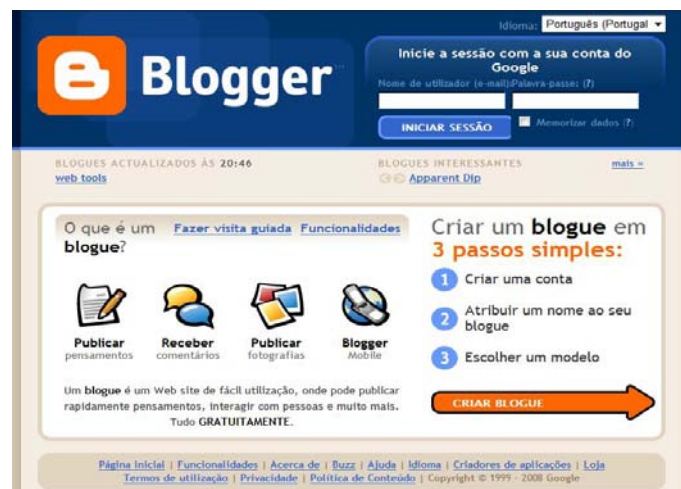 Idioma: Português (Portugal
Blogger
Inicie a sessão com a sua conta do
Google
Nome de utilizador (e-mail):Palavra-passe: (?)
INICIAR SESSÃO
Memorizar dados (?)
BLOGUES ACTUALIZADOS ÀS 20:46
web tools
BLOGUES INTERESSANTES
mais »
Apparent Dip
O que é um
blogue?
Fazer visita guiada Funcionalidades
Publicar
pensamentos
Receber
comentários
Publicar
fotografias
Blogger
Mobile
Um blogue é um Web site de fácil utilização, onde pode publicar
rapidamente pensamentos, interagir com pessoas e muito mais.
Tudo GRATUITAMENTE.
Criar um blogue em
3 passos simples:
1 Criar uma conta
2 Atribuir um nome ao seu
blogue
3 Escolher um modelo
CRIAR BLOGUE
Página Inicial | Funcionalidades | Acerca de | Buzz | Ajuda | Idioma | Criadores de aplicações | Loja
Termos de utilização | Privacidade | Política de Conteúdo | Copyright © 1999 - 2008 Google